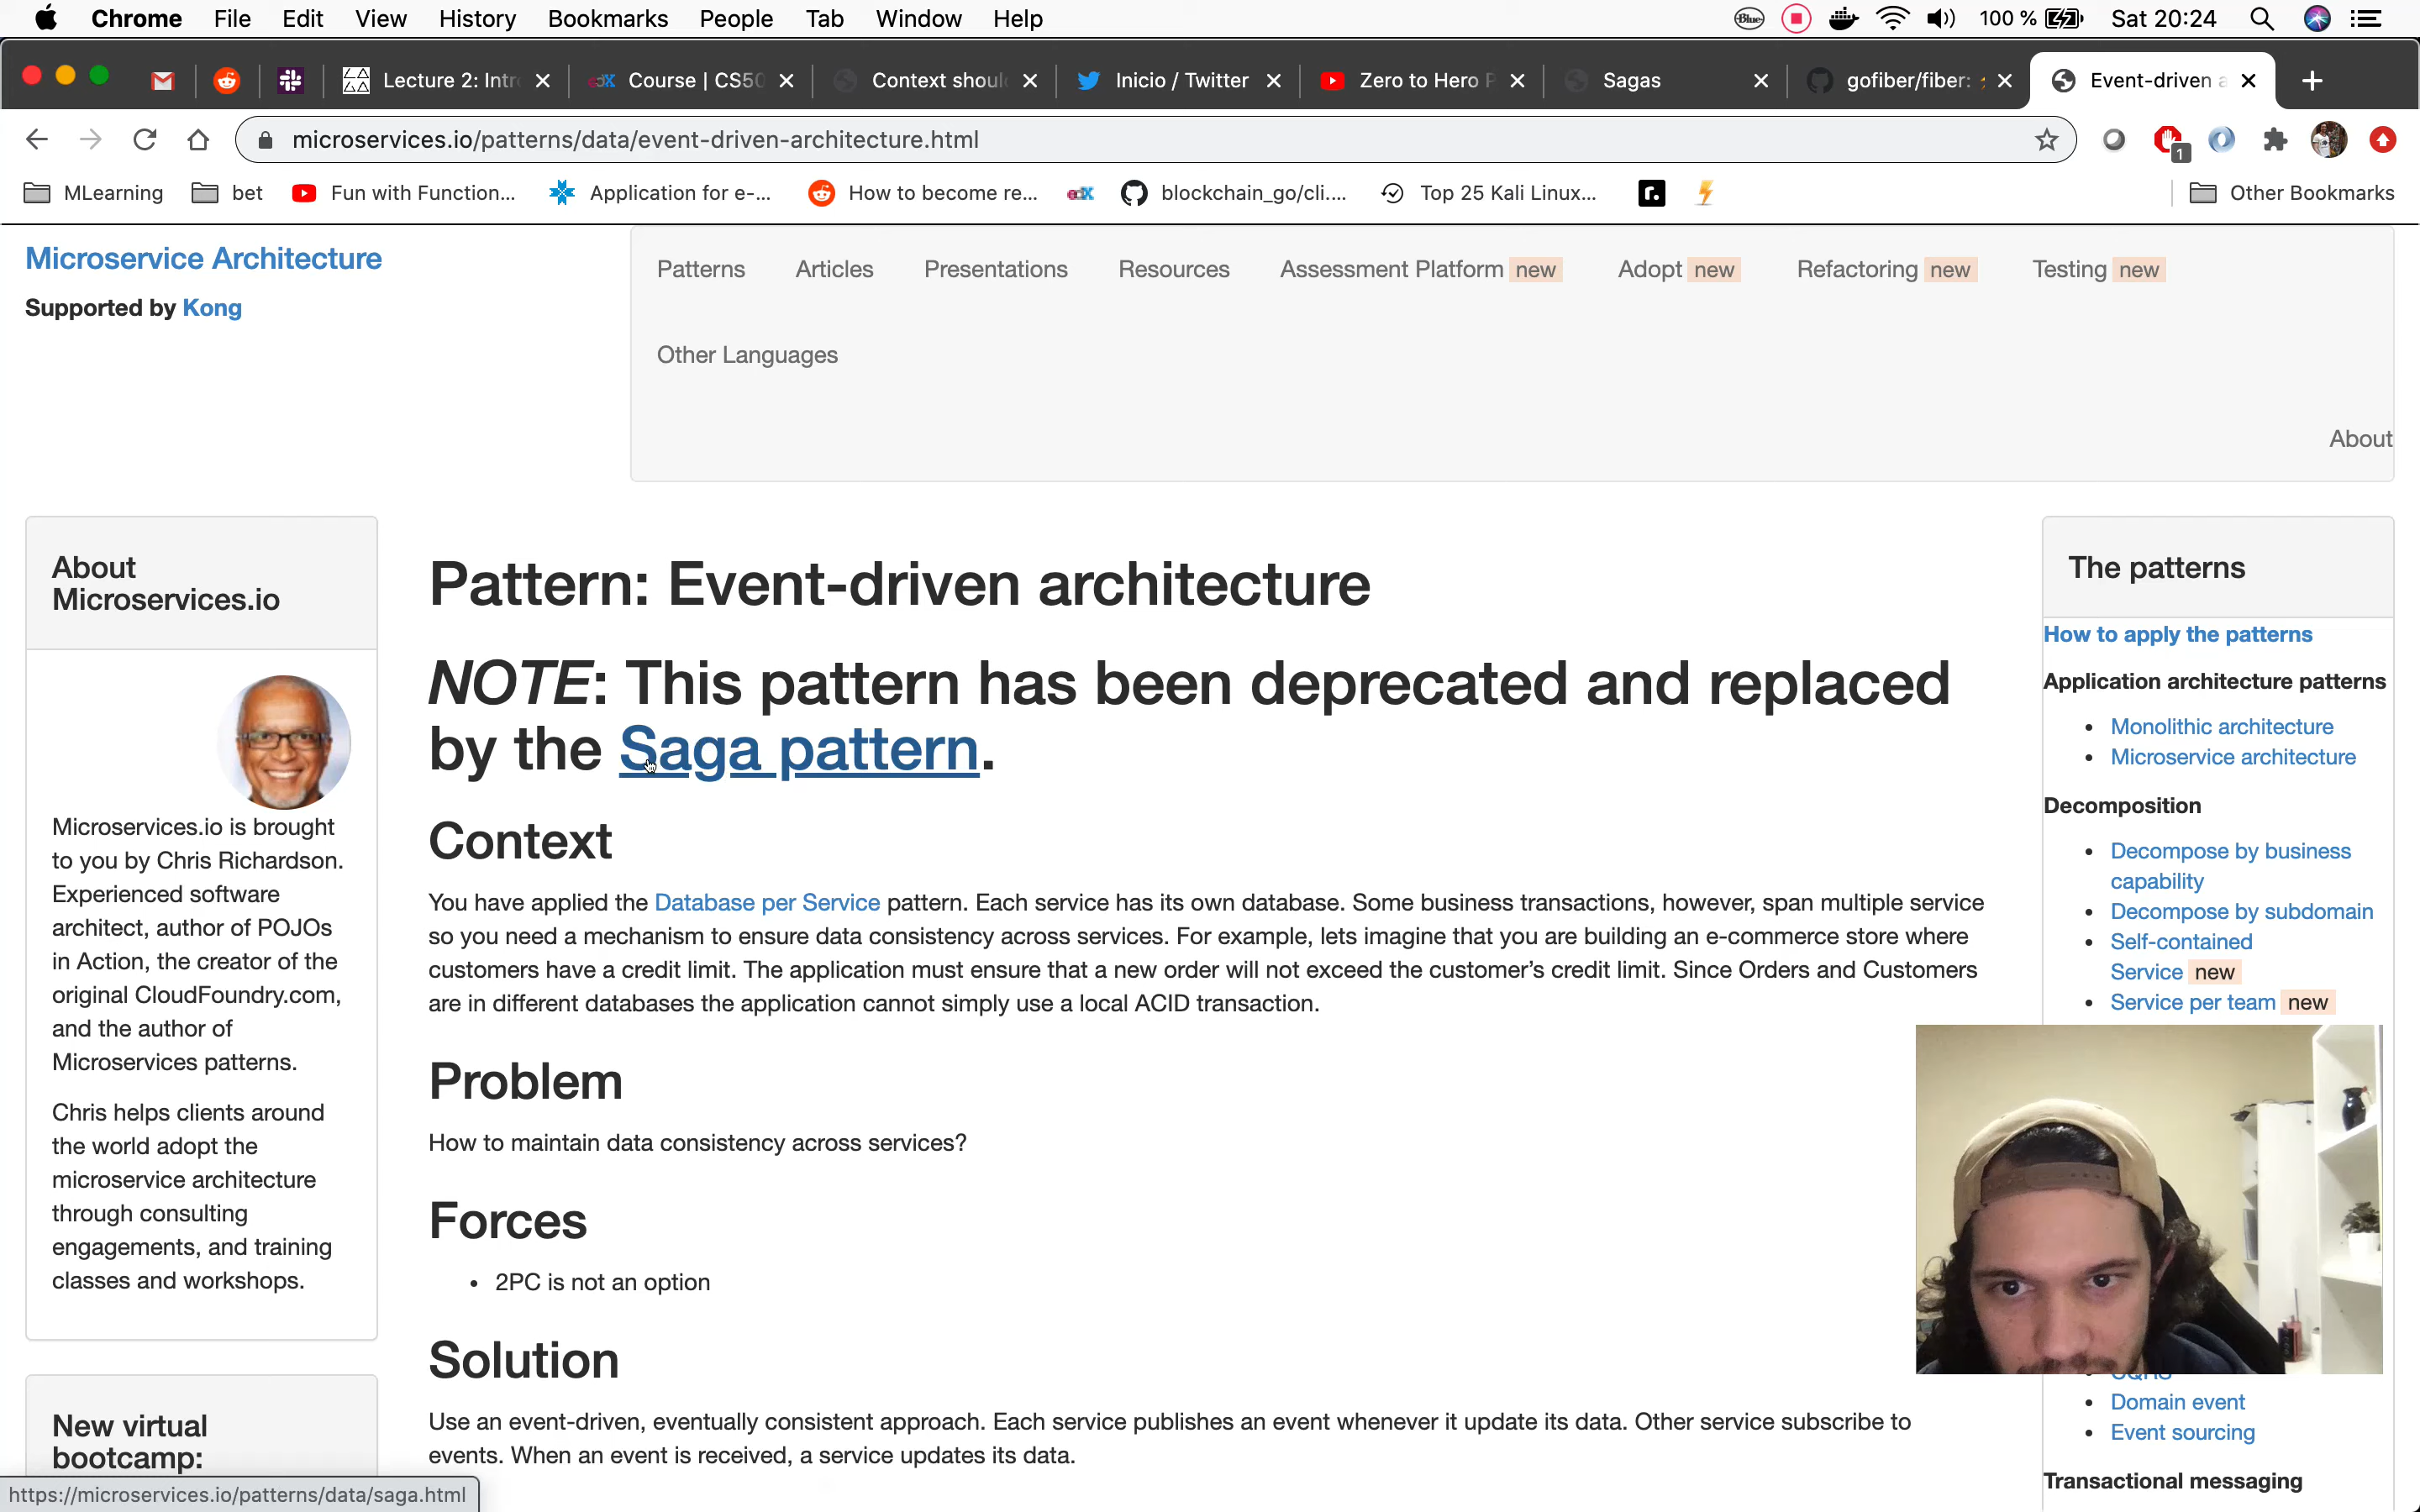 Chrome File Edit View History Bookmarks People Tab Window Help
Blue 100 % Sat 20:24
Lecture 2: Intr Course | CS50 Context shoul Inicio / Twitter Zero to Hero P Sagas gofiber/fiber: Event-driven a
microservices.io/patterns/data/event-driven-architecture.html
1
MLearning bet Fun with Function... Application for e-... How to become re... edX blockchain_go/cli.... Top 25 Kali Linux... r. Other Bookmarks
Microservice Architecture
Supported by Kong
Patterns Articles Presentations Resources Assessment Platform new Adopt new Refactoring new Testing new
Other Languages
About
About
Microservices.io
Microservices.io is brought
to you by Chris Richardson.
Experienced software
architect, author of POJOs
in Action, the creator of the
original CloudFoundry.com,
and the author of
Microservices patterns.
Chris helps clients around
the world adopt the
microservice architecture
through consulting
engagements, and training
classes and workshops.
New virtual
bootcamp:
https://microservices.io/patterns/data/saga.html
Pattern: Event-driven architecture
NOTE: This pattern has been deprecated and replaced
by the Saga pattern.
Context
You have applied the Database per Service pattern. Each service has its own database. Some business transactions, however, span multiple service
so you need a mechanism to ensure data consistency across services. For example, lets imagine that you are building an e-commerce store where
customers have a credit limit. The application must ensure that a new order will not exceed the customer's credit limit. Since Orders and Customers
are in different databases the application cannot simply use a local ACID transaction.
Problem
How to maintain data consistency across services?
Forces
• 2PC is not an option
Solution
Use an event-driven, eventually consistent approach. Each service publishes an event whenever it update its data. Other service subscribe to
events. When an event is received, a service updates its data.
The patterns
How to apply the patterns
Application architecture patterns
• Monolithic architecture
• Microservice architecture
Decomposition
• Decompose by business
capability
• Decompose by subdomain
• Self-contained
Service new
• Service per team new
• Domain event
• Event sourcing
Transactional messaging